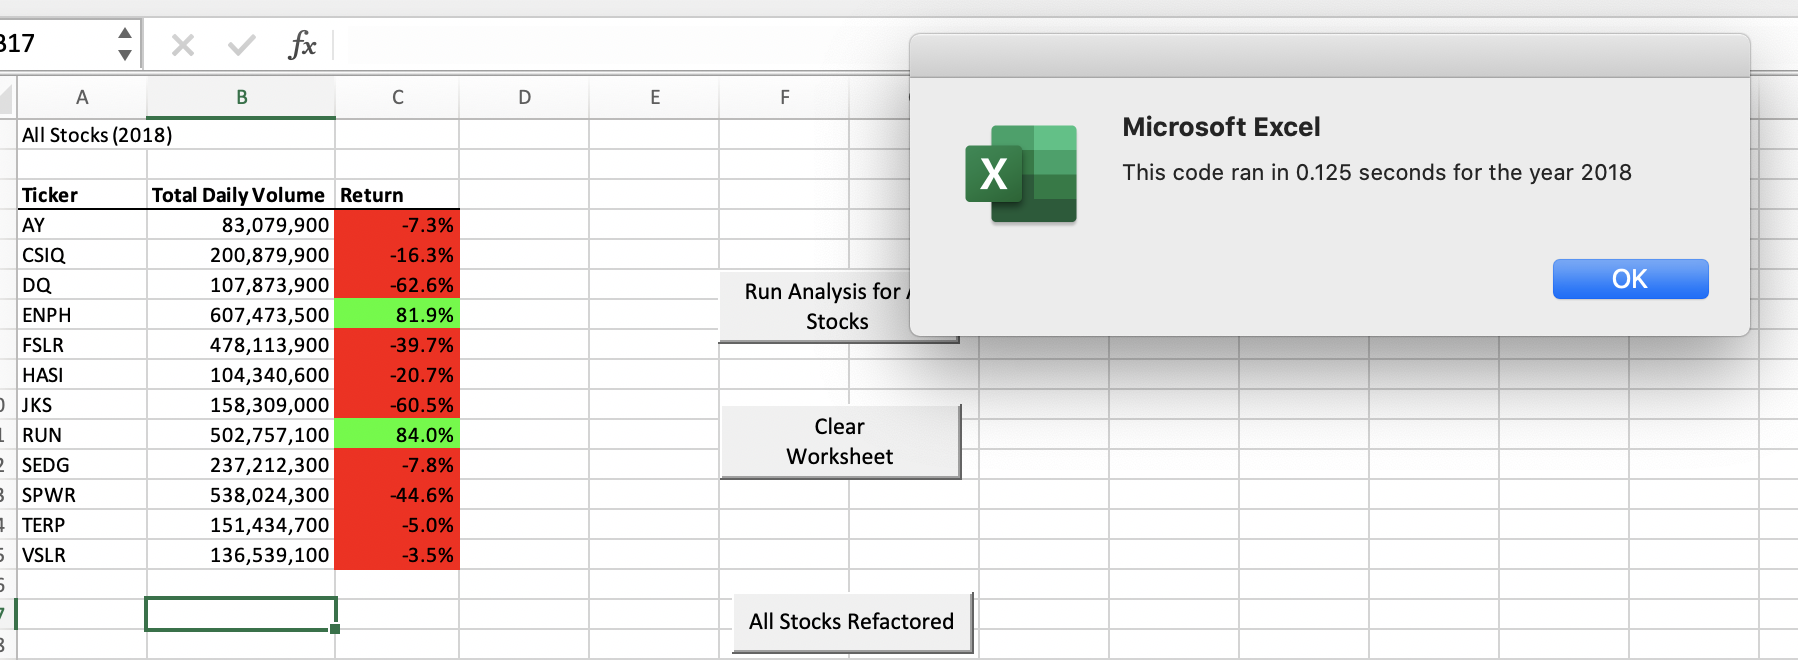 B17
fx
A B C D E F
All Stocks (2018)
Ticker Total Daily Volume Return
AY 83,079,900 -7.3%
CSIQ 200,879,900 -16.3%
DQ 107,873,900 -62.6%
ENPH 607,473,500 81.9%
FSLR 478,113,900 -39.7%
HASI 104,340,600 -20.7%
JKS 158,309,000 -60.5%
RUN 502,757,100 84.0%
SEDG 237,212,300 -7.8%
SPWR 538,024,300 -44.6%
TERP 151,434,700 -5.0%
VSLR 136,539,100 -3.5%
Run Analysis for
Stocks
Clear
Worksheet
All Stocks Refactored
X
Microsoft Excel
This code ran in 0.125 seconds for the year 2018
OK